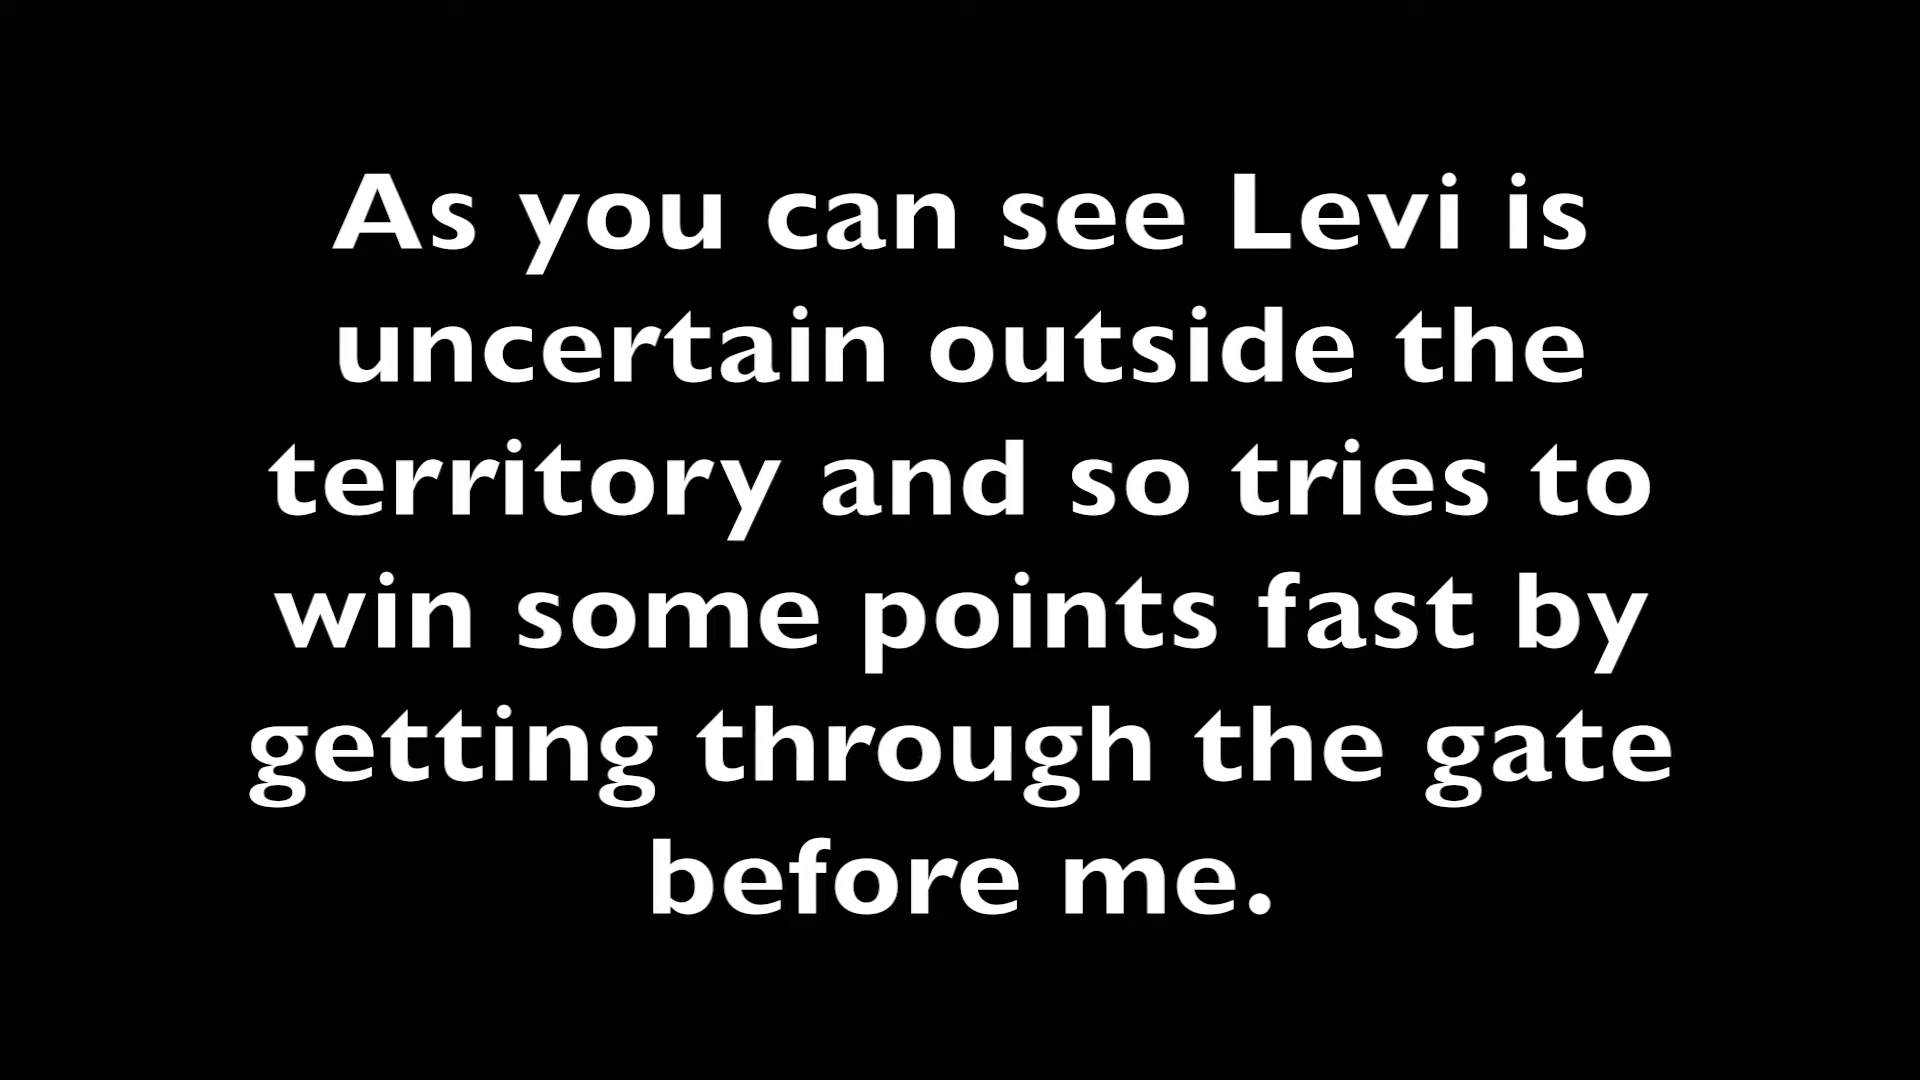 As you can see Levi is
uncertain outside the
territory and so tries to
win some points fast by
getting through the gate
before me.